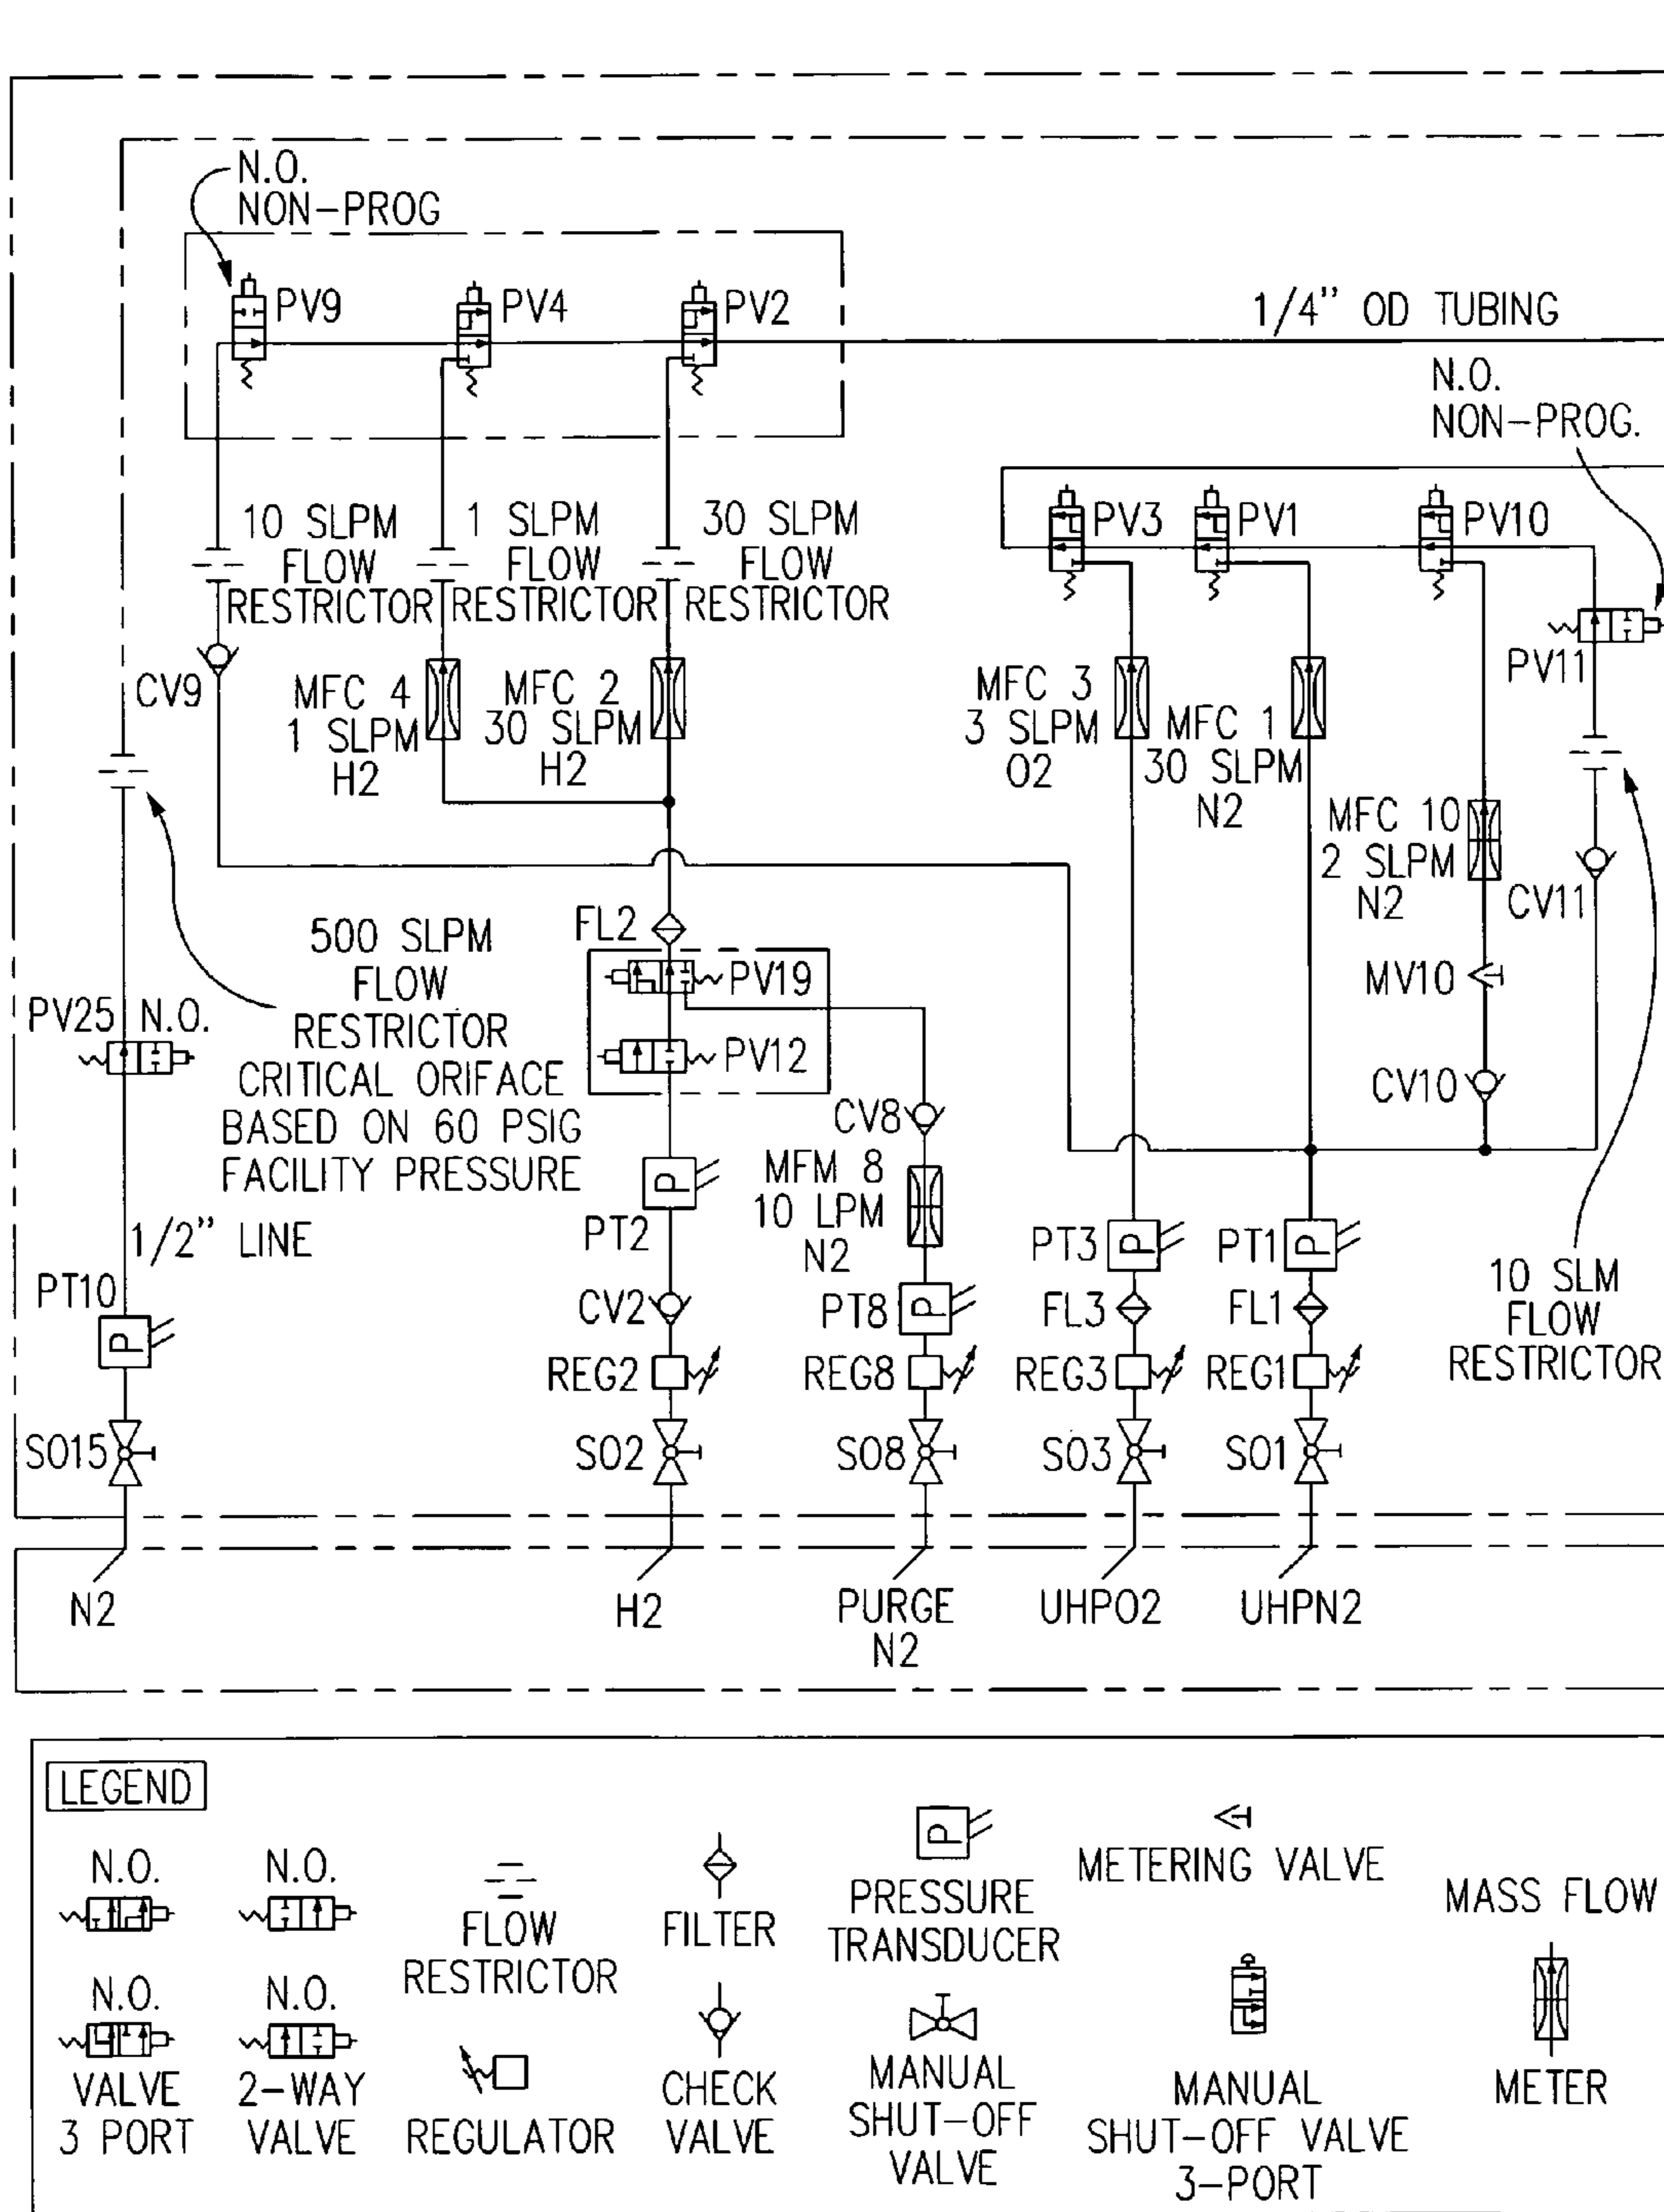 N.O.
NON-PROG
PV9
PV4
PV2
1/4" OD TUBING
N.O.
NON-PROG.
10 SLPM
FLOW
RESTRICTOR
1 SLPM
FLOW
RESTRICTOR
30 SLPM
FLOW
RESTRICTOR
PV3
PV1
PV10
PV11
CV9
MFC 4
1 SLPM
H2
MFC 2
30 SLPM
H2
MFC 3
3 SLPM
O2
MFC 1
30 SLPM
N2
MFC 10
2 SLPM
N2
CV11
500 SLPM
FLOW
RESTRICTOR
CRITICAL ORIFACE
BASED ON 60 PSIG
FACILITY PRESSURE
FL2
PV19
PV12
MV10
PV25 N.O.
CV10
CV8
MFM 8
10 LPM
N2
1/2" LINE
PT2
PT3
PT1
PT10
CV2
PT8
FL3
FL1
10 SLM
FLOW
RESTRICTOR
P
P
P
P
P
REG2
REG8
REG3
REG1
SO15
SO2
SO8
SO3
SO1
N2
H2
PURGE
N2
UHPO2
UHPN2
LEGEND
N.O.
N.O.
N.O.
N.O.
VALVE
3 PORT
2-WAY
VALVE
FLOW
RESTRICTOR
REGULATOR
FILTER
CHECK
VALVE
P
PRESSURE
TRANSDUCER
MANUAL
SHUT-OFF
VALVE
METERING VALVE
MANUAL
SHUT-OFF VALVE
3-PORT
MASS FLOW
METER